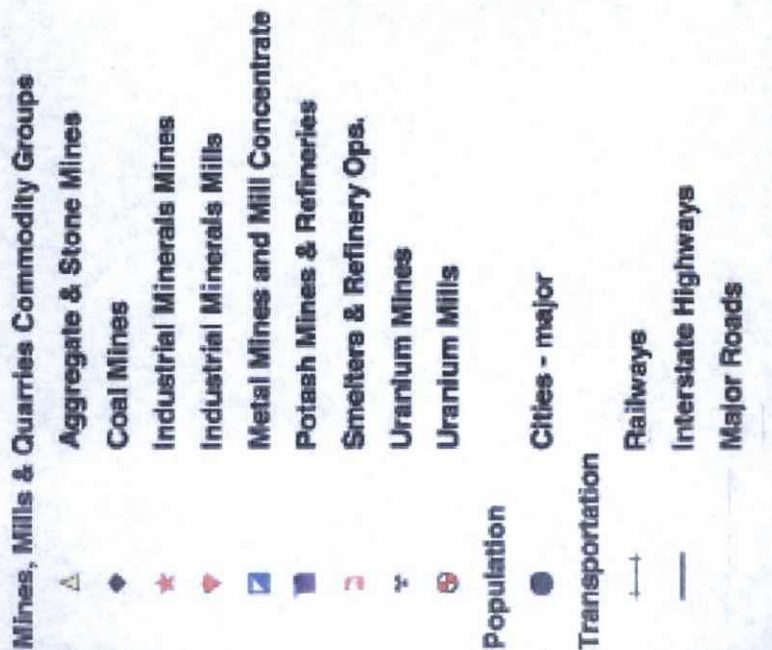 Mines, Mills & Quarries Commodity Groups
Aggregate & Stone Mines
Coal Mines
Industrial Minerals Mines
Industrial Minerals Mills
Metal Mines and Mill Concentrate
Potash Mines & Refineries
Smelters & Refinery Ops.
Uranium Mines
Uranium Mills
Population
Cities - major
Transportation
Railways
Interstate Highways
Major Roads